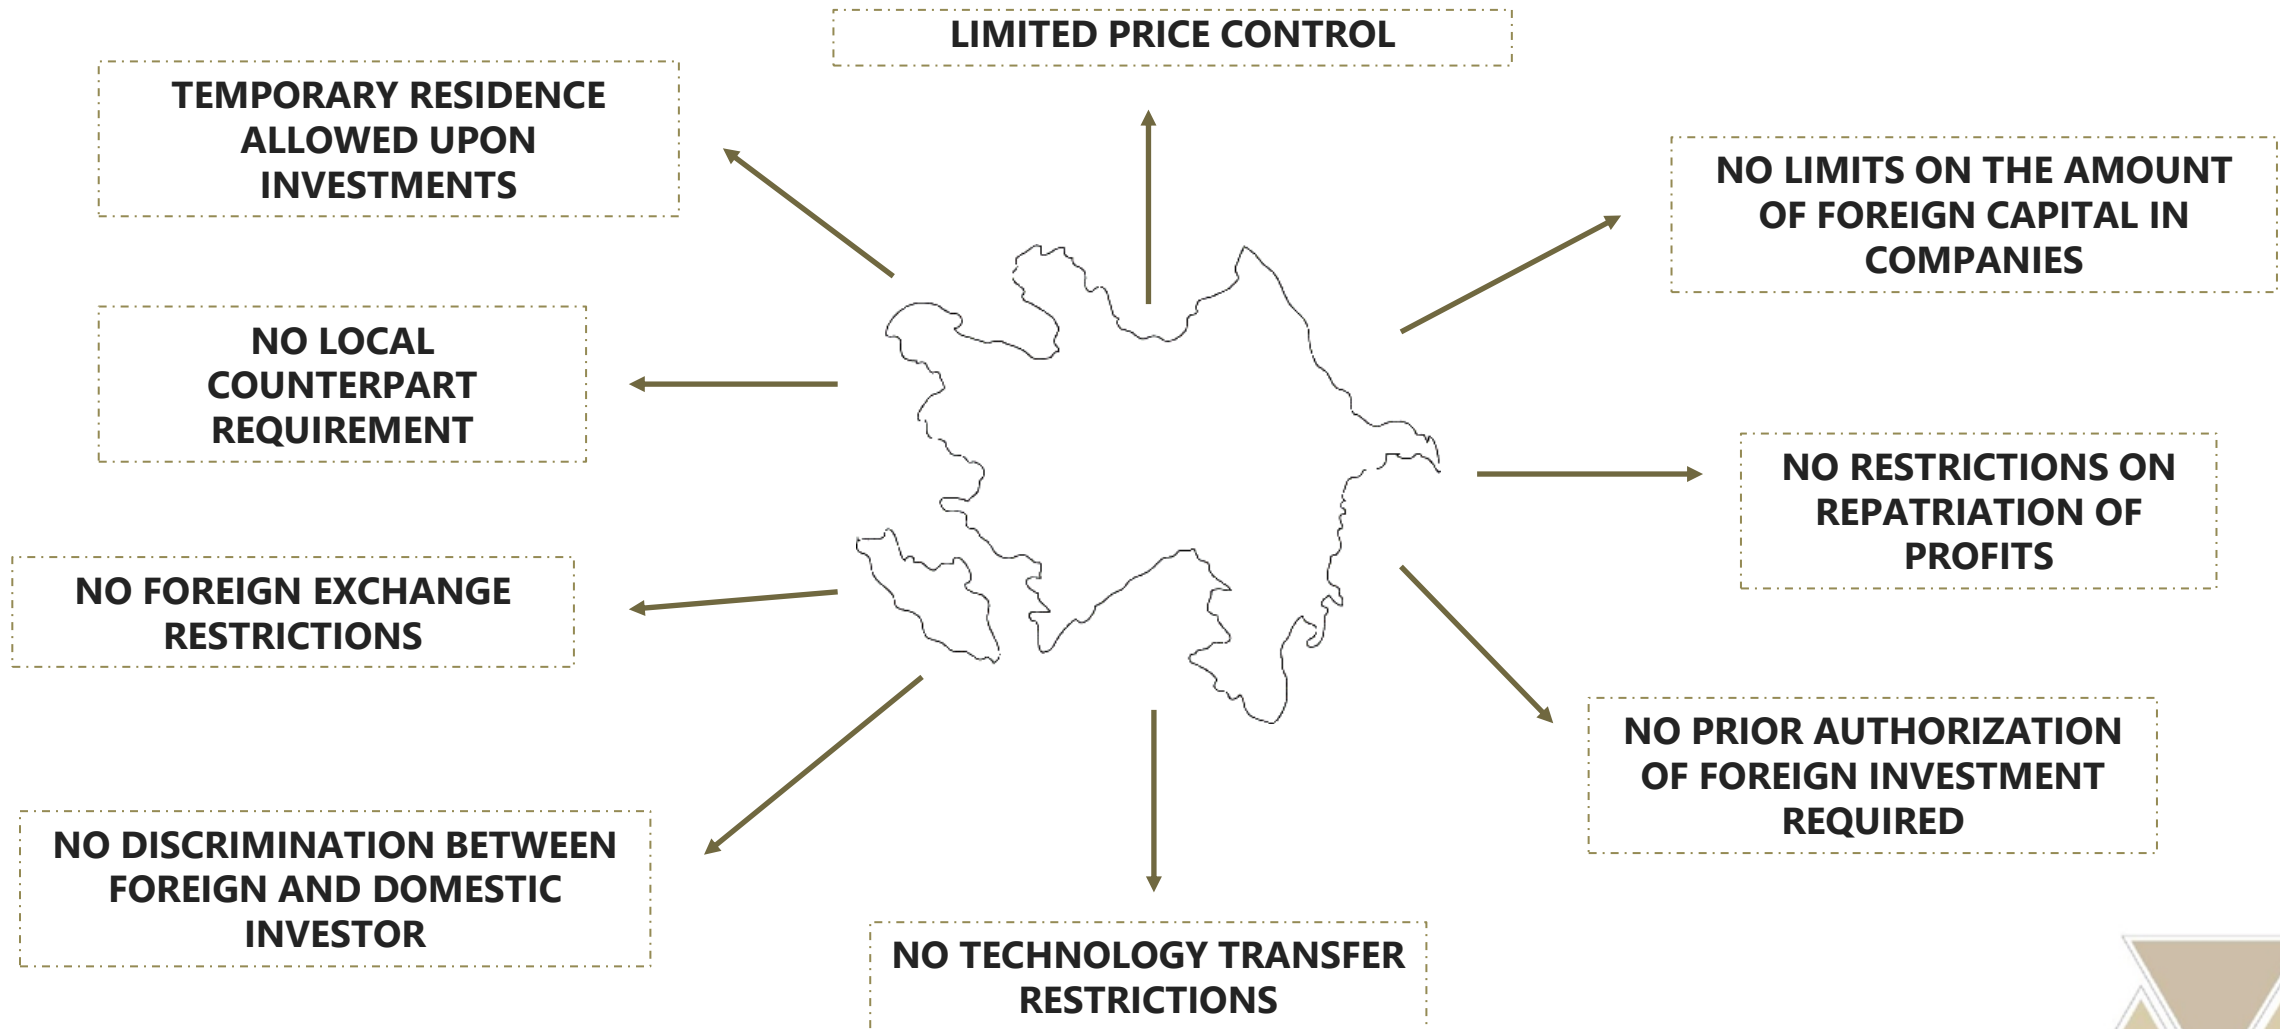 LIMITED PRICE CONTROL
TEMPORARY RESIDENCE
ALLOWED UPON
INVESTMENTS
NO LIMITS ON THE AMOUNT
OF FOREIGN CAPITAL IN
COMPANIES
NO LOCAL
COUNTERPART
REQUIREMENT
NO RESTRICTIONS ON
REPATRIATION OF
PROFITS
NO FOREIGN EXCHANGE
RESTRICTIONS
NO PRIOR AUTHORIZATION
OF FOREIGN INVESTMENT
REQUIRED
NO DISCRIMINATION BETWEEN
FOREIGN AND DOMESTIC
INVESTOR
NO TECHNOLOGY TRANSFER
RESTRICTIONS